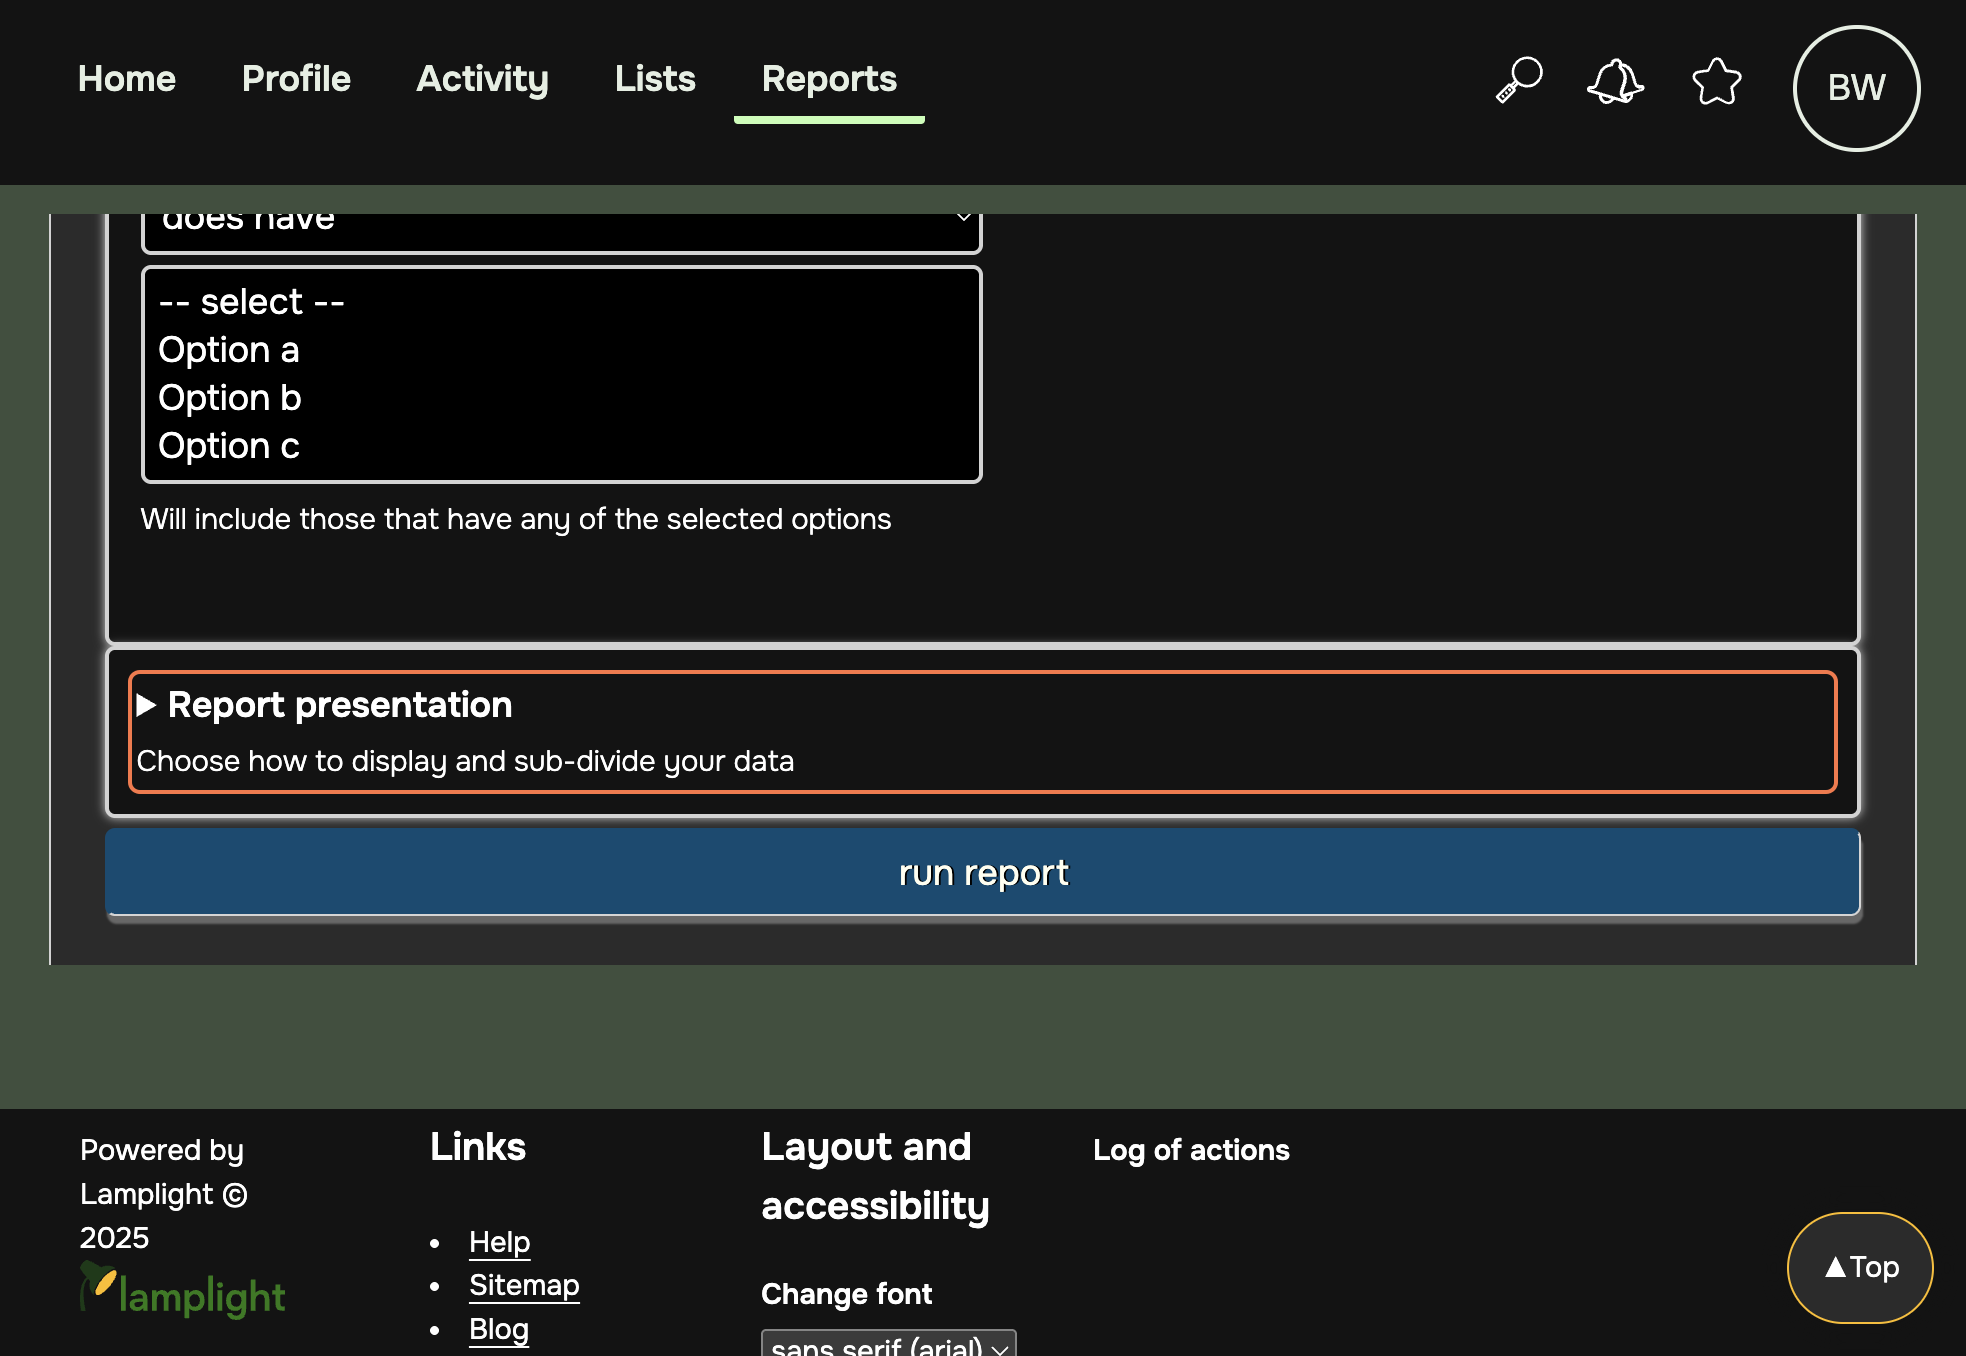 Home Profile Activity Lists Reports BW
does have
-- select --
Option a
Option b
Option c
Will include those that have any of the selected options
Report presentation
Choose how to display and sub-divide your data
run report
Powered by
Lamplight ©
2025
lamplight
Links
Help
Sitemap
Blog
Layout and
accessibility
Change font
sans serif (arial)
Log of actions
▲Top